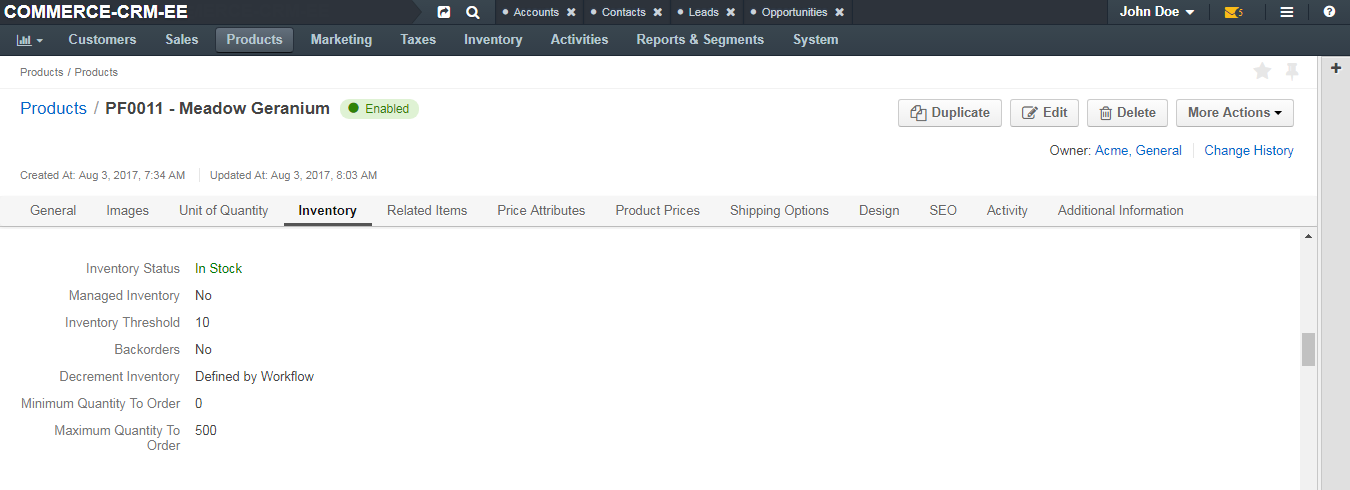 COMMERCE-CRM-EE
Accounts Contacts Leads Opportunities John Doe 5
Customers Sales Products Marketing Taxes Inventory Activities Reports & Segments System
Products / Products
Products / PF0011 - Meadow Geranium Enabled Duplicate Edit Delete More Actions
Owner: Acme, General Change History
Created At: Aug 3, 2017, 7:34 AM Updated At: Aug 3, 2017, 8:03 AM
General Images Unit of Quantity Inventory Related Items Price Attributes Product Prices Shipping Options Design SEO Activity Additional Information
Inventory Status In Stock
Managed Inventory No
Inventory Threshold 10
Backorders No
Decrement Inventory Defined by Workflow
Minimum Quantity To Order 0
Maximum Quantity To 500
Order